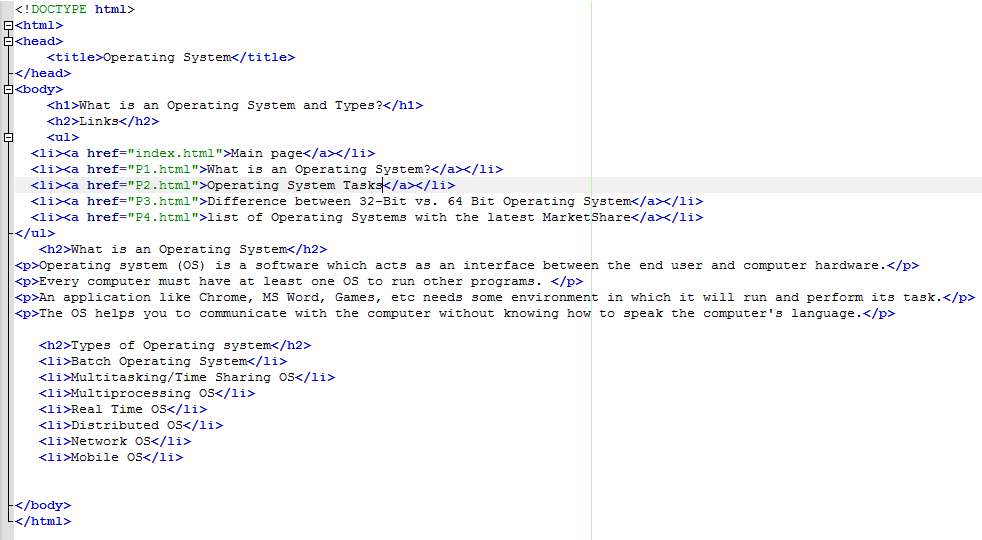 <!DOCTYPE html>
<html>
<head>
    <title>Operating System</title>
</head>
<body>
    <h1>What is an Operating System and Types?</h1>
    <h2>Links</h2>
    <ul>
  <li><a href="index.html">Main page</a></li>
  <li><a href="P1.html">What is an Operating System?</a></li>
  <li><a href="P2.html">Operating System Tasks</a></li>
  <li><a href="P3.html">Difference between 32-Bit vs. 64 Bit Operating System</a></li>
  <li><a href="P4.html">list of Operating Systems with the latest MarketShare</a></li>
</ul>
   <h2>What is an Operating System</h2>
<p>Operating system (OS) is a software which acts as an interface between the end user and computer hardware.</p>
<p>Every computer must have at least one OS to run other programs. </p>
<p>An application like Chrome, MS Word, Games, etc needs some environment in which it will run and perform its task.</p>
<p>The OS helps you to communicate with the computer without knowing how to speak the computer's language.</p>
   <h2>Types of Operating system</h2>
   <li>Batch Operating System</li>
   <li>Multitasking/Time Sharing OS</li>
   <li>Multiprocessing OS</li>
   <li>Real Time OS</li>
   <li>Distributed OS</li>
   <li>Network OS</li>
   <li>Mobile OS</li>
</body>
</html>